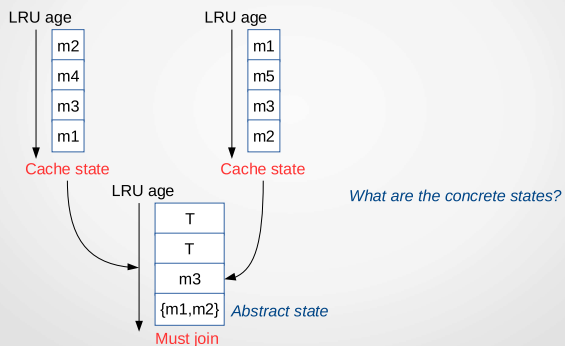 LRU age
m2
m4
m3
m1
Cache state
LRU age
m1
m5
m3
m2
Cache state
LRU age
T
T
m3
{m1,m2}
Must join
Abstract state
What are the concrete states?